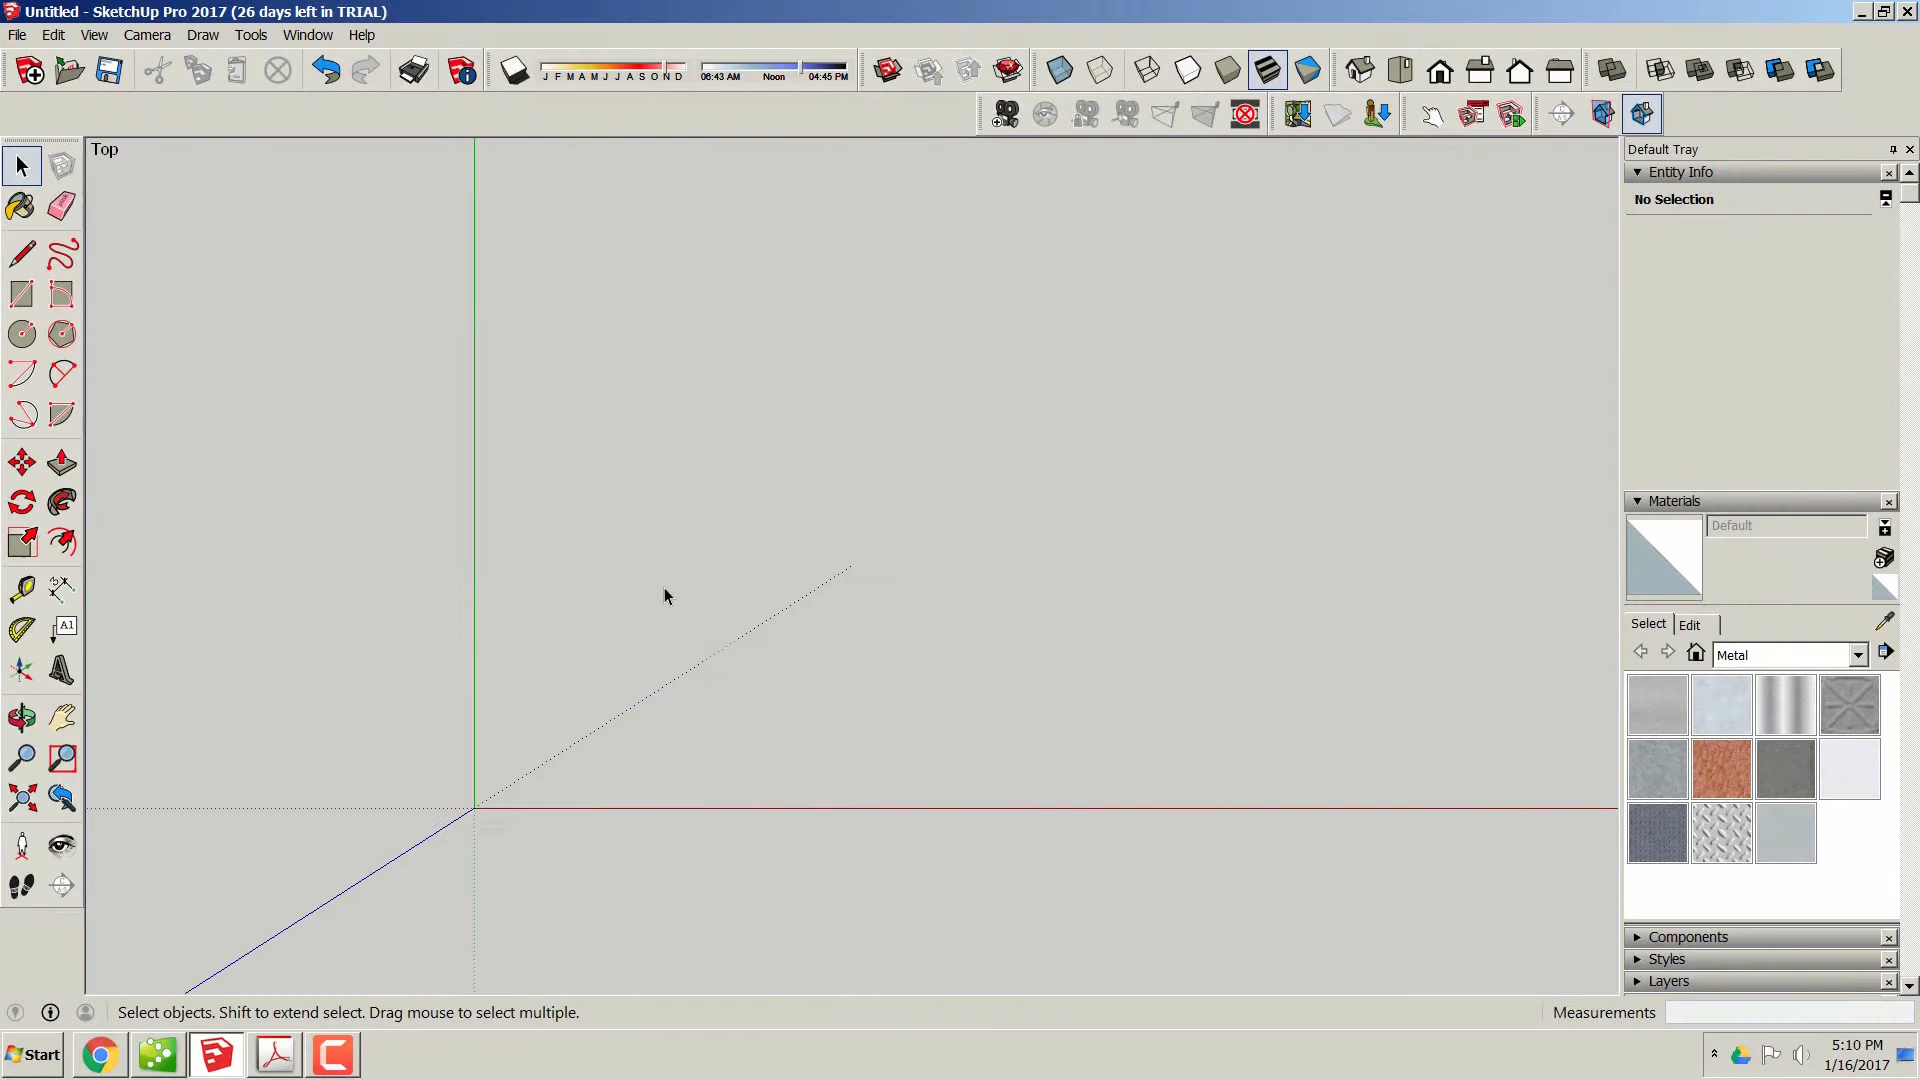 Untitled - SketchUp Pro 2017 (26 days left in TRIAL)
File Edit View Camera Draw Tools Window Help
J F M A M J J A S O N D 06:43 AM Noon 04:45 PM
Top
Default Tray
Entity Info
No Selection
Materials
Default
Select Edit
Metal
A1
Components
Styles
Layers
Select objects. Shift to extend select. Drag mouse to select multiple.
Measurements
Start
5:10 PM
1/16/2017